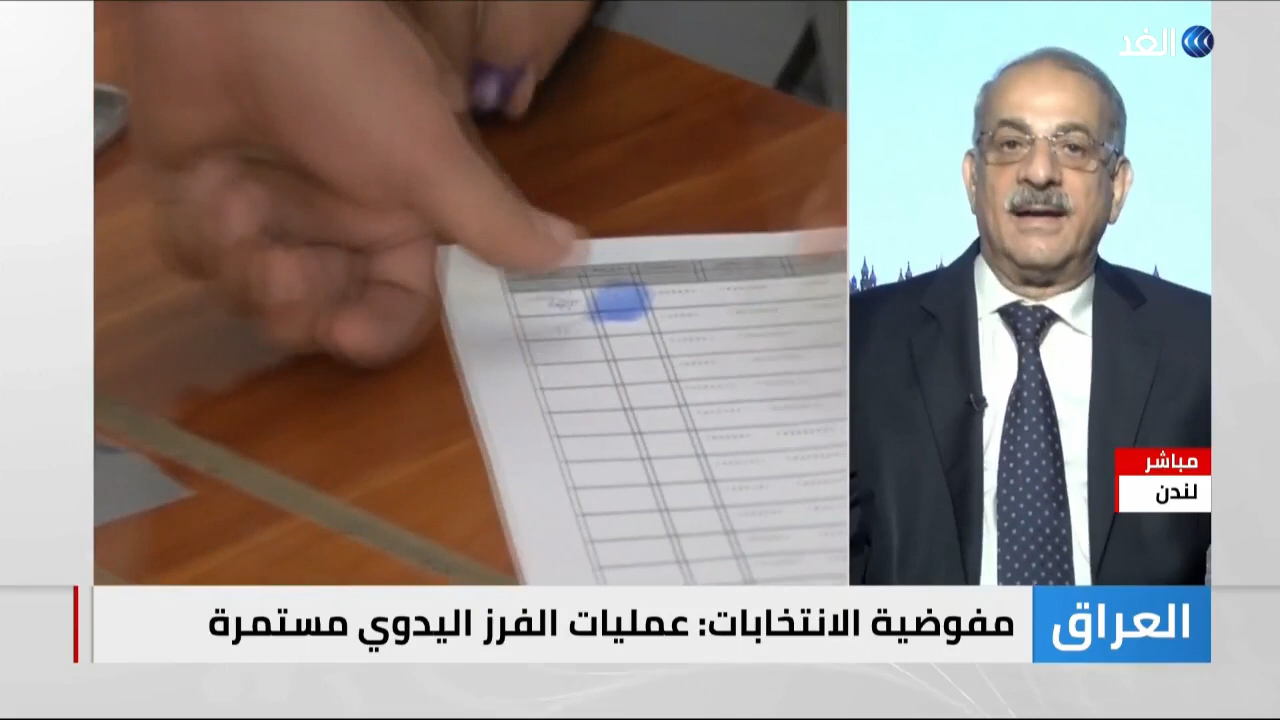 الغد
مباشر
لندن
العراق
مفوضية الانتخابات: عمليات الفرز اليدوي مستمرة